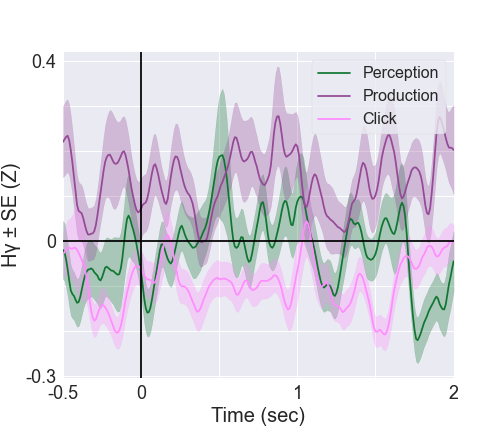 0.4
Perception
Production
Click
Hγ ± SE (Z)
0
-0.3
-0.5
0
1
2
Time (sec)